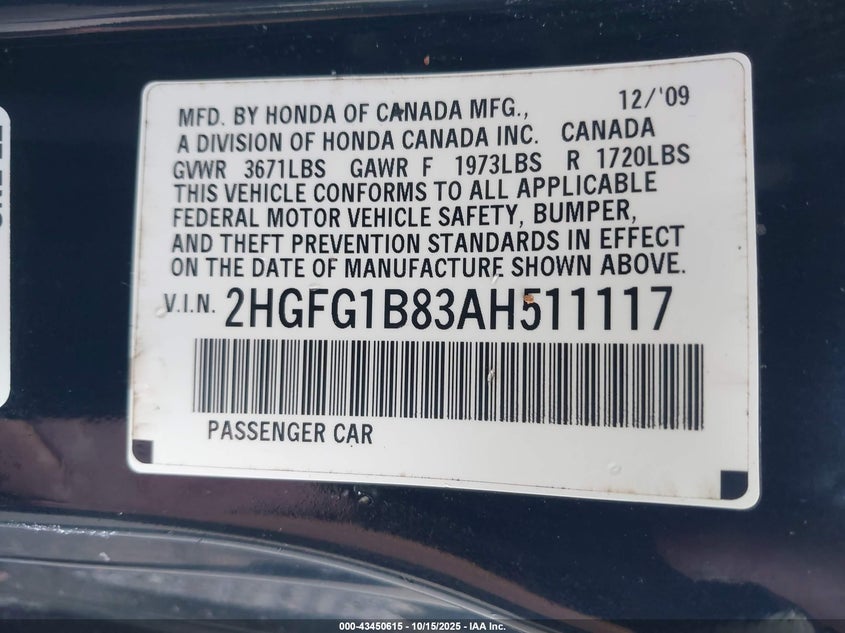 MFD. BY HONDA OF CANADA MFG., 12/'09
A DIVISION OF HONDA CANADA INC. CANADA
GVWR 3671LBS GAWR F 1973LBS R 1720LBS
THIS VEHICLE CONFORMS TO ALL APPLICABLE
FEDERAL MOTOR VEHICLE SAFETY, BUMPER,
AND THEFT PREVENTION STANDARDS IN EFFECT
ON THE DATE OF MANUFACTURE SHOWN ABOVE.
V.I.N. 2HGFG1B83AH511117
PASSENGER CAR
000-43450615 - 10/15/2025 - IAA Inc.